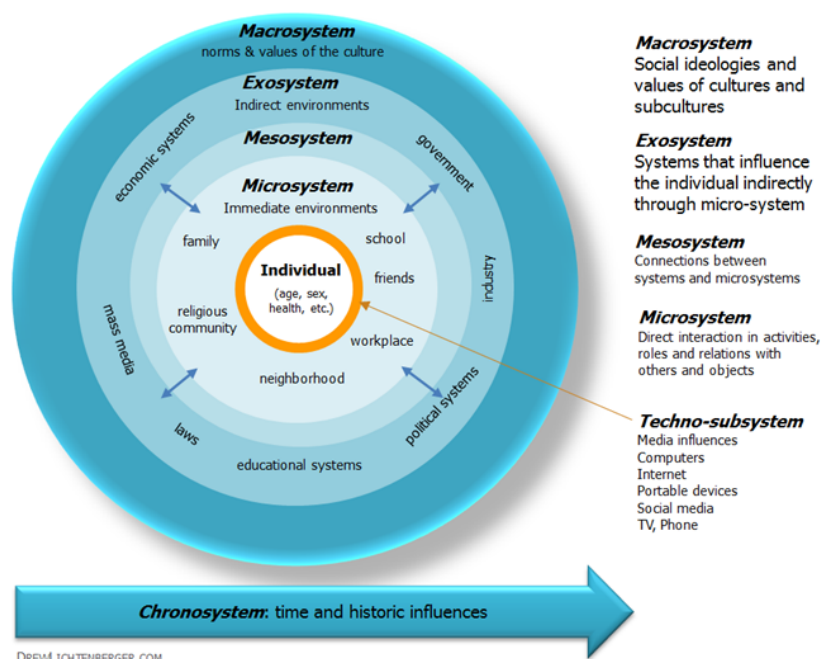 Macrosystem
norms & values of the culture
Exosystem
Indirect environments
Mesosystem
Microsystem
Immediate environments
economic systems
government
family
school
Individual
(age, sex,
health, etc.)
friends
industry
religious
community
mass media
workplace
neighborhood
laws
political systems
educational systems
Macrosystem
Social ideologies and
values of cultures and
subcultures
Exosystem
Systems that influence
the individual indirectly
through micro-system
Mesosystem
Connections between
systems and microsystems
Microsystem
Direct interaction in activities,
roles and relations with
others and objects
Techno-subsystem
Media influences
Computers
Internet
Portable devices
Social media
TV, Phone
Chronosystem: time and historic influences
DREWLICHTENBERGER.COM